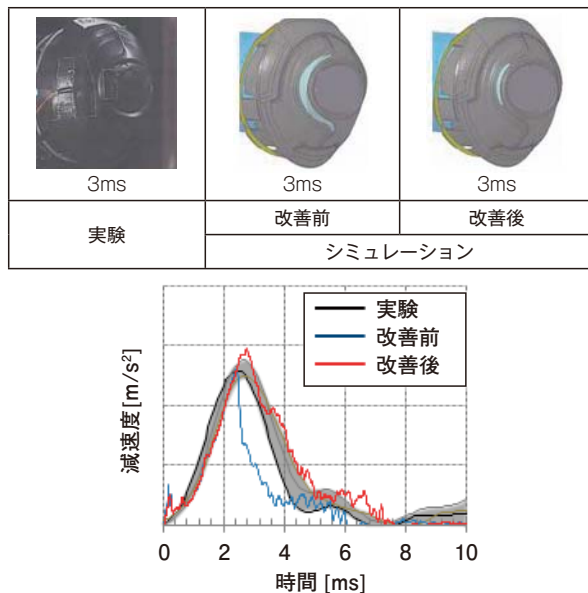 3ms 3ms 3ms
実験 改善前 改善後
シミュレーション
実験
改善前
改善後
減速度 [m/s²]
0 2 4 6 8 10
時間 [ms]